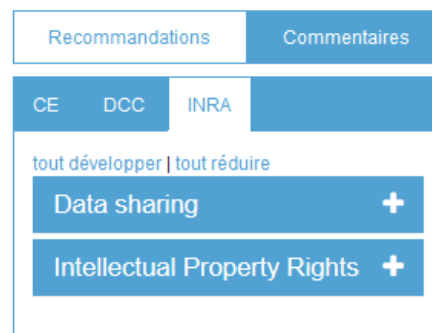 Recommandations Commentaires
CE DCC INRA
tout développer | tout réduire
Data sharing +
Intellectual Property Rights +